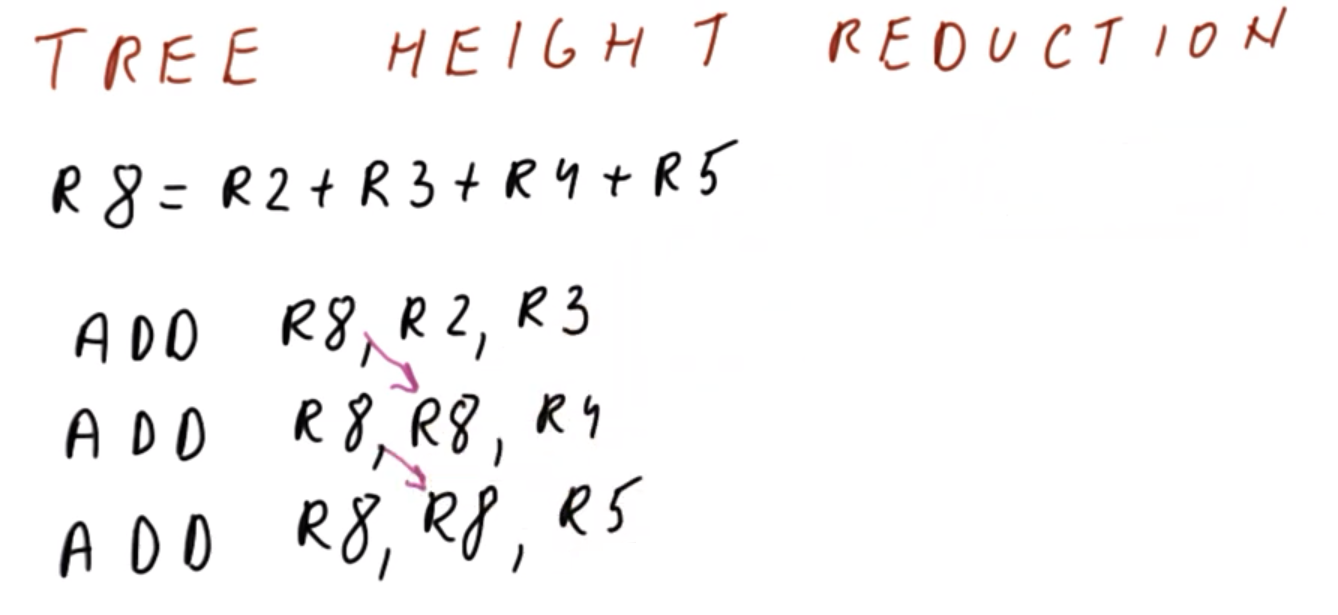 TREE HEIGHT REDUCTION
R8 = R2 + R3 + R4 + R5
ADD R8, R2, R3
ADD R8, R8, R4
ADD R8, R8, R5